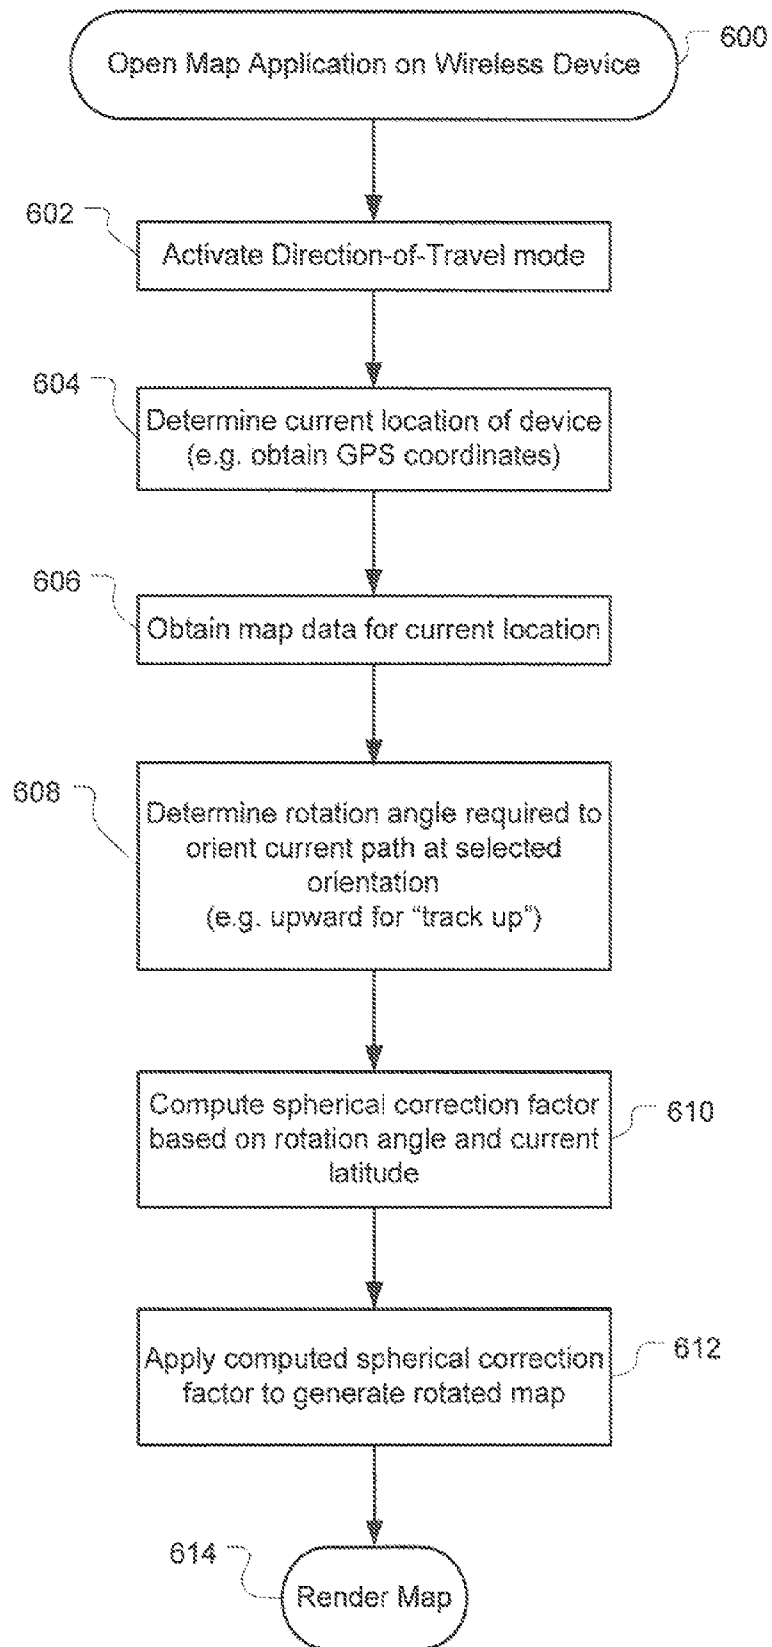 Open Map Application on Wireless Device
600
602
Activate Direction-of-Travel mode
604
Determine current location of device
(e.g. obtain GPS coordinates)
606
Obtain map data for current location
608
Determine rotation angle required to
orient current path at selected
orientation
(e.g. upward for “track up”)
Compute spherical correction factor
based on rotation angle and current
latitude
610
Apply computed spherical correction
factor to generate rotated map
612
614
Render Map